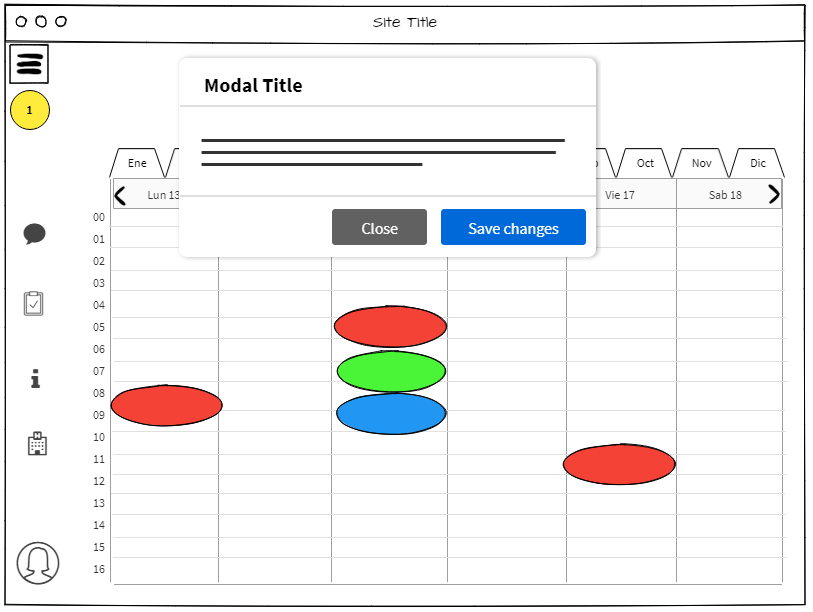 Site Title
Modal Title
1
Ene
Oct
Nov
Dic
Lun 13
Vie 17
Sab 18
00
Close
Save changes
01
02
03
04
05
06
07
08
09
10
11
12
13
14
15
16